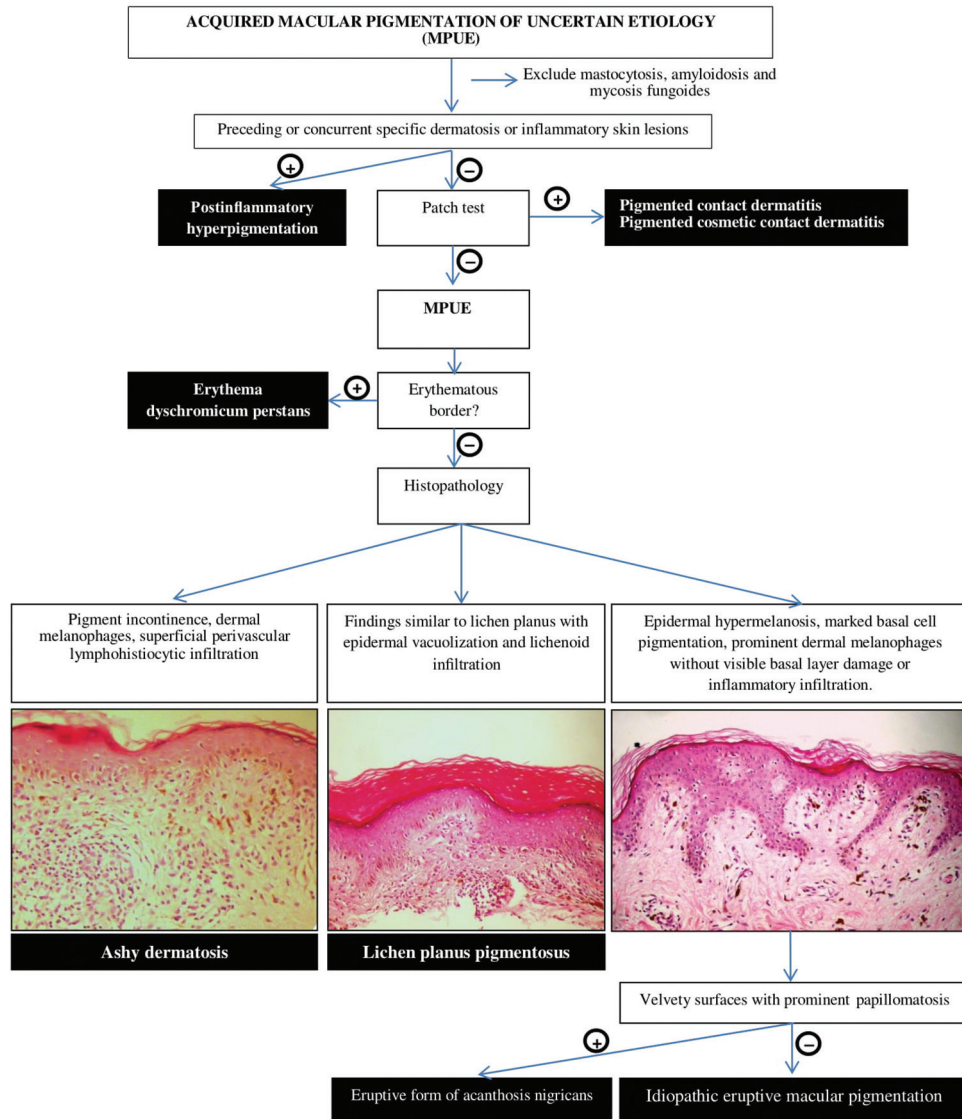 ACQUIRED MACULAR PIGMENTATION OF UNCERTAIN ETIOLOGY
(MPUE)
Exclude mastocytosis, amyloidosis and
mycosis fungoides
Preceding or concurrent specific dermatosis or inflammatory skin lesions
+
−
Postinflammatory
hyperpigmentation
Patch test
+
Pigmented contact dermatitis
Pigmented cosmetic contact dermatitis
−
MPUE
Erythema
dyschromicum perstans
+
Erythematous
border?
−
Histopathology
Pigment incontinence, dermal
melanophages, superficial perivascular
lymphohistiocytic infiltration
Findings similar to lichen planus with
epidermal vacuolization and lichenoid
infiltration
Epidermal hypermelanosis, marked basal cell
pigmentation, prominent dermal melanophages
without visible basal layer damage or
inflammatory infiltration.
Ashy dermatosis
Lichen planus pigmentosus
Velvety surfaces with prominent papillomatosis
+
−
Eruptive form of acanthosis nigricans
Idiopathic eruptive macular pigmentation